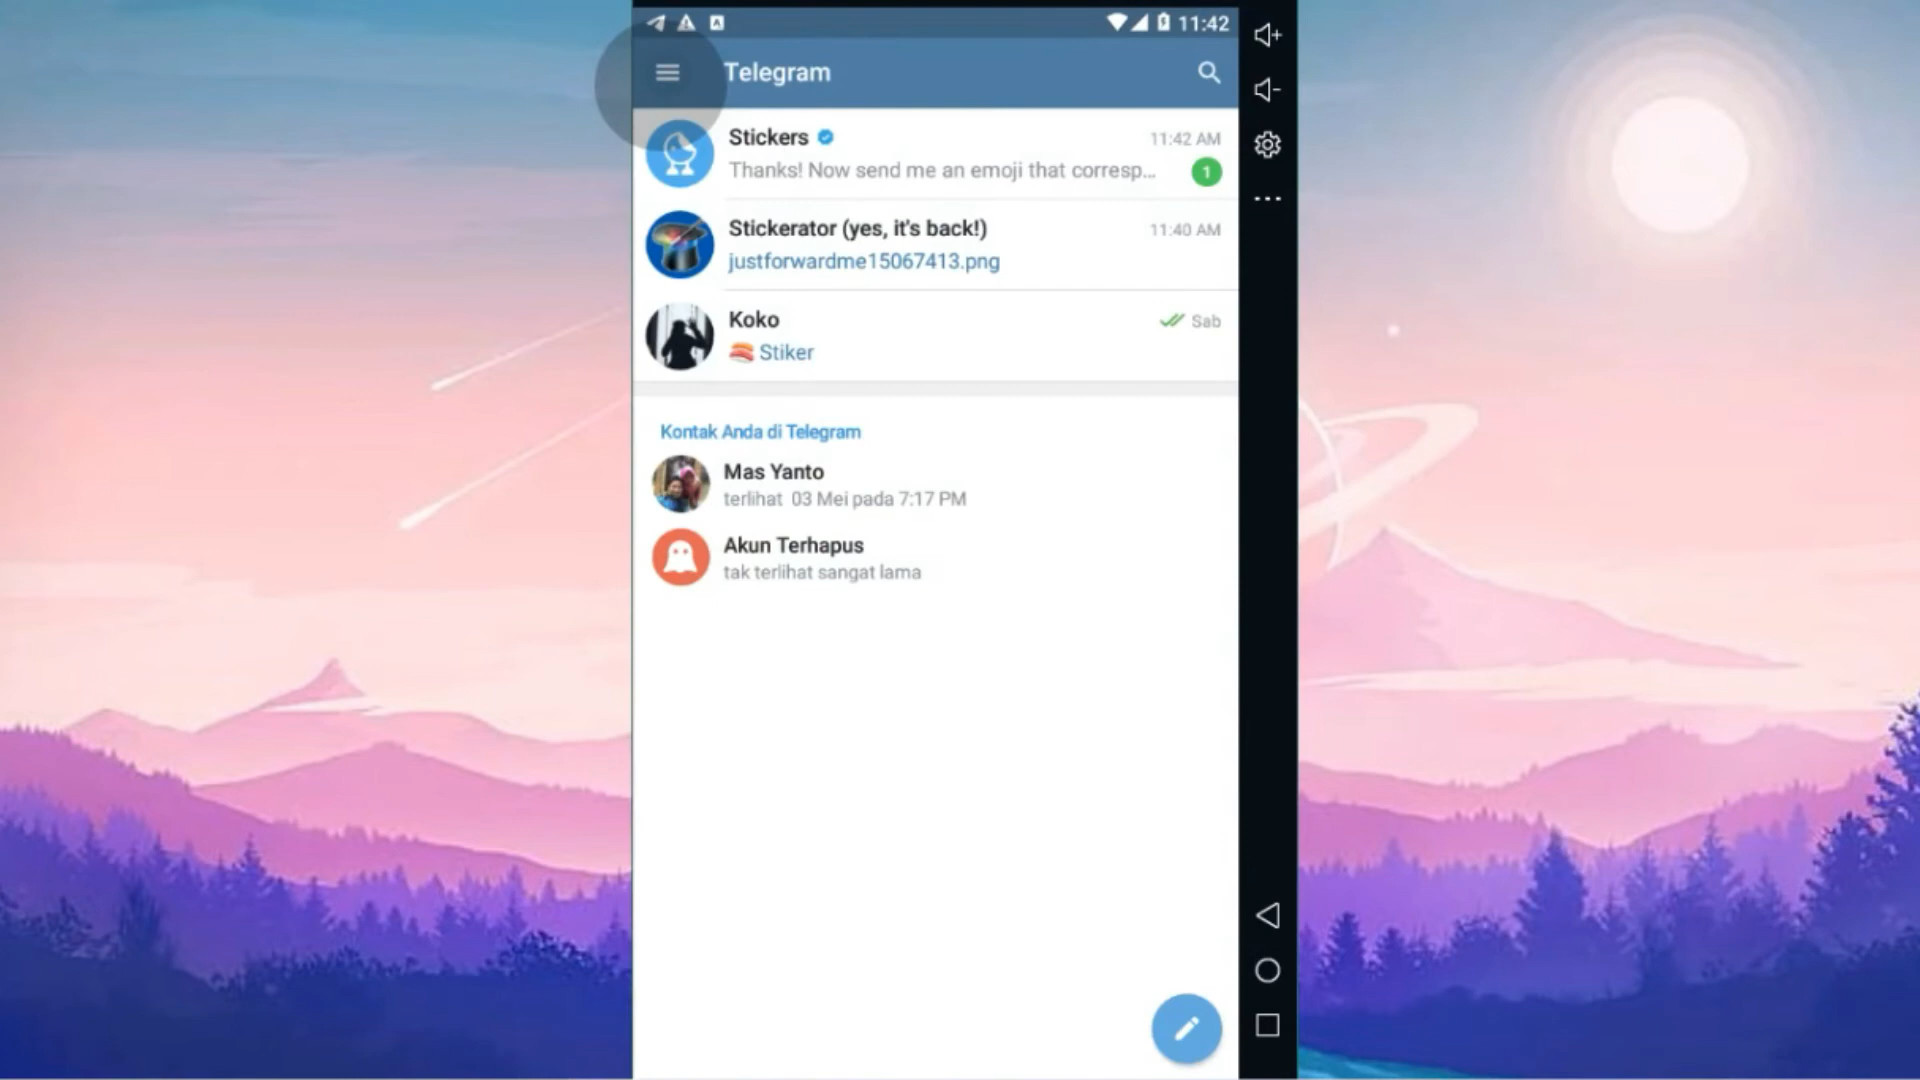 11:42
Telegram
Stickers
11:42 AM
Thanks! Now send me an emoji that corresp...
1
Stickerator (yes, it's back!)
11:40 AM
justforwardme15067413.png
Koko
Sab
Stiker
Kontak Anda di Telegram
Mas Yanto
terlihat 03 Mei pada 7:17 PM
Akun Terhapus
tak terlihat sangat lama